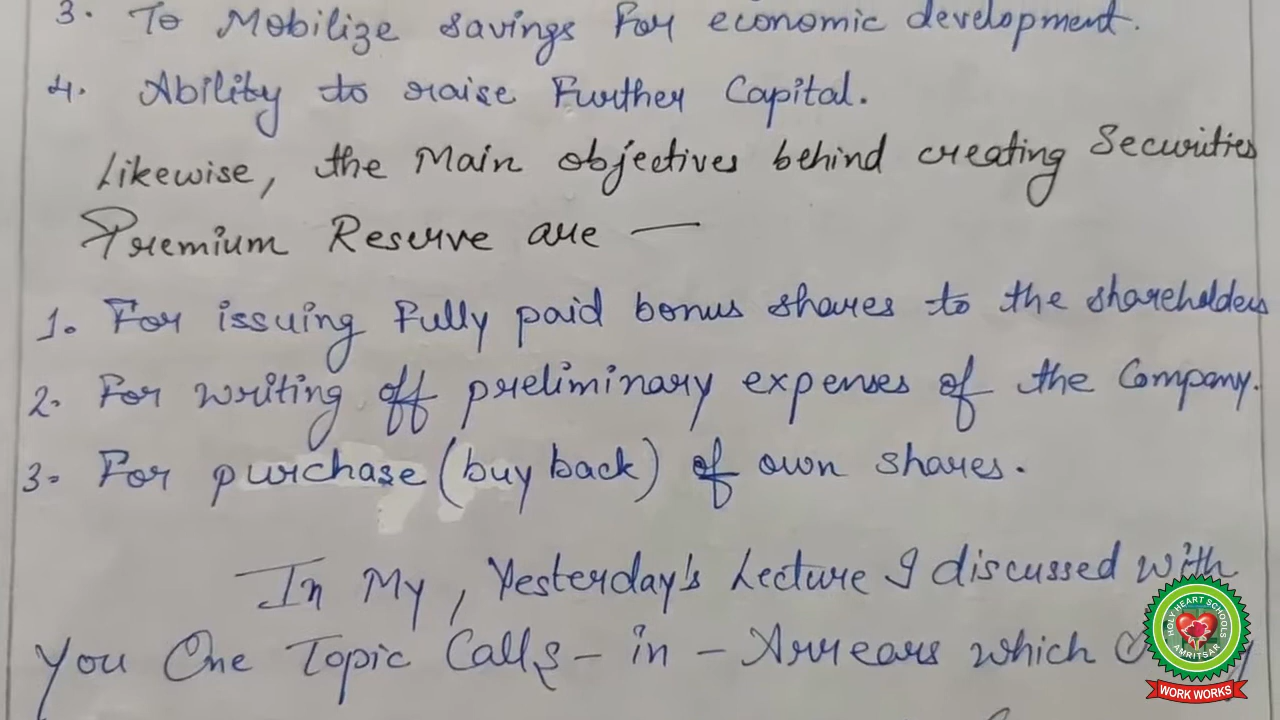 3. To Mobilize savings for economic development.
4. Ability to raise Further Capital.
Likewise, the Main objectives behind creating Securities
Premium Reserve are —
1. For issuing Fully paid bonus shares to the shareholders
2. For writing off preliminary expenses of the Company.
3. For purchase (buy back) of own shares.
In My, Yesterday's Lecture I discussed with
You One Topic Calls-in-Arrears which
HOLY HEART SCHOOLS
AMRITSAR
WORK WORKS